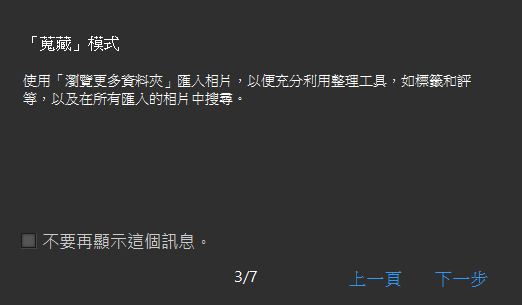 「蒐藏」模式
使用「瀏覽更多資料夾」匯入相片，以便充分利用整理工具，如標籤和評
等，以及在所有匯入的相片中搜尋。
不要再顯示這個訊息。
3/7 上一頁 下一步